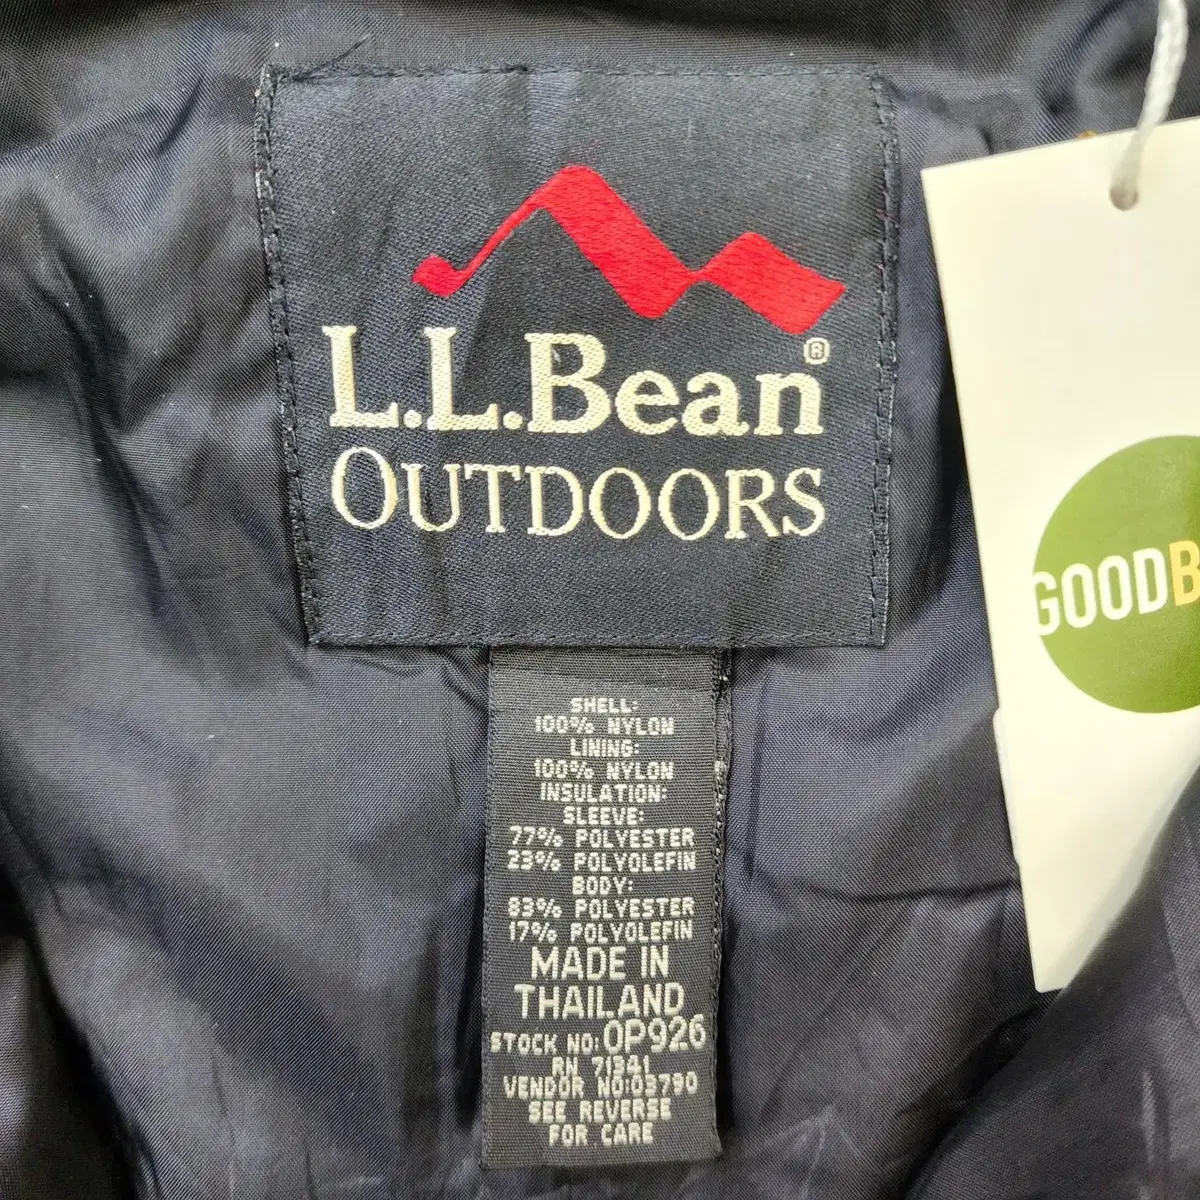 L.L.Bean®
OUTDOORS
GOODB
SHELL:
100% NYLON
LINING:
100% NYLON
INSULATION:
SLEEVE:
77% POLYESTER
23% POLYOLEFIN
BODY:
83% POLYESTER
17% POLYOLEFIN
MADE IN
THAILAND
STOCK NO: 0P926
RN 71341
VENDOR NO:03790
SEE REVERSE
FOR CARE